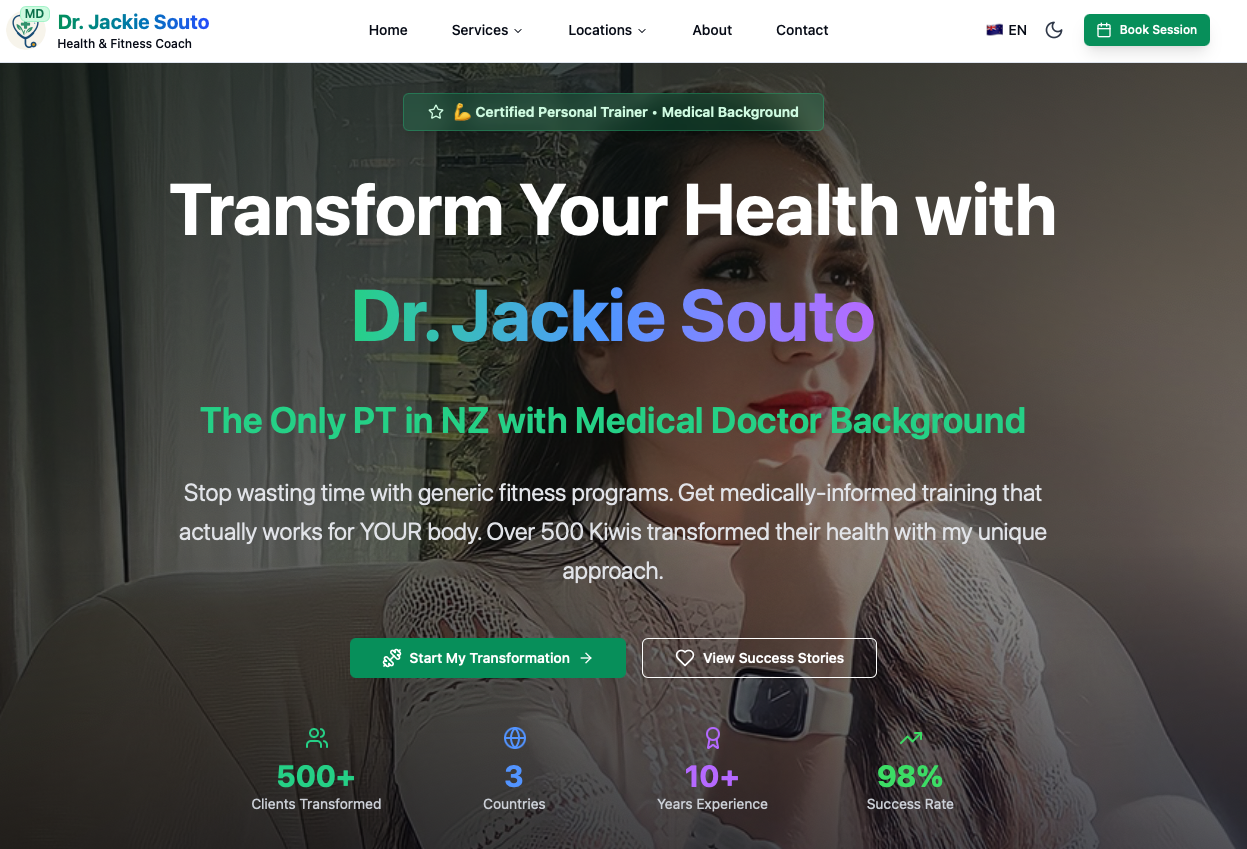 MD
Dr. Jackie Souto
Health & Fitness Coach
Home
Services
Locations
About
Contact
EN
Book Session
💪 Certified Personal Trainer • Medical Background
Transform Your Health with
Dr. Jackie Souto
The Only PT in NZ with Medical Doctor Background
Stop wasting time with generic fitness programs. Get medically-informed training that
actually works for YOUR body. Over 500 Kiwis transformed their health with my unique
approach.
Start My Transformation
View Success Stories
500+
Clients Transformed
3
Countries
10+
Years Experience
98%
Success Rate